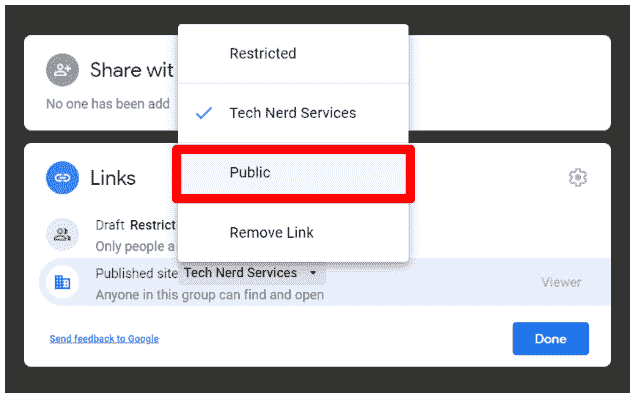 Share wit
No one has been add
Restricted
Tech Nerd Services
Public
Remove Link
Links
Draft Restrict
Only people a
Published site Tech Nerd Services
Anyone in this group can find and open
Viewer
Send feedback to Google
Done